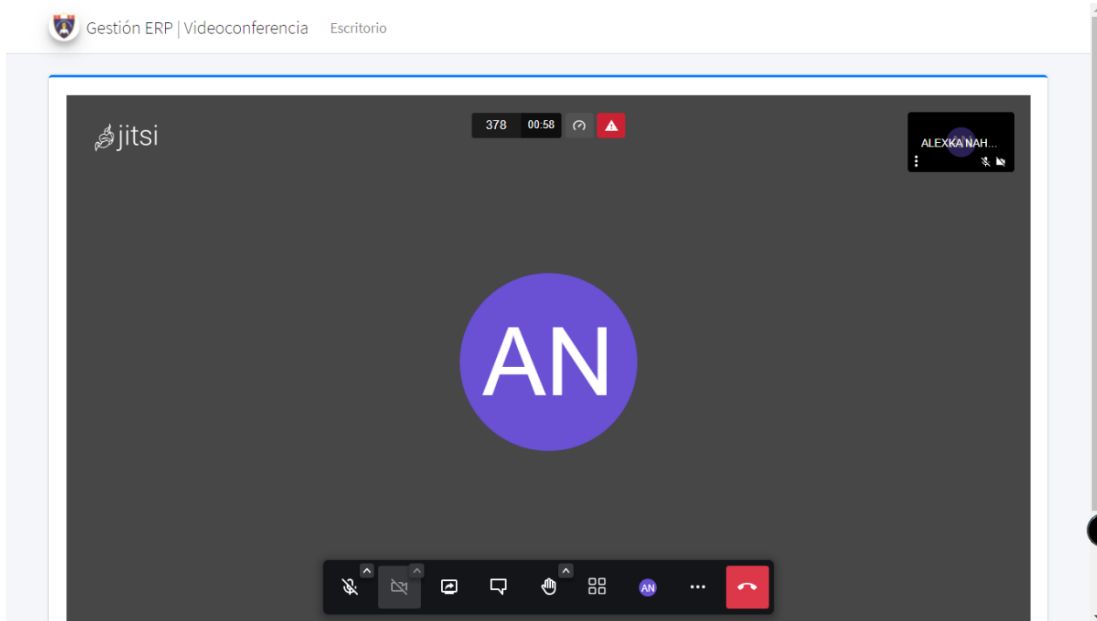 Gestión ERP | Videoconferencia Escritorio
jitsi
378 00:58
ALEXKA NAH...
AN
AN